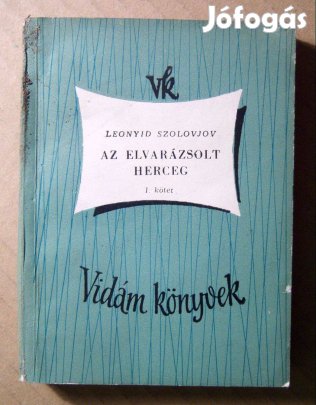 Jófogás
vk
LEONYID SZOLOVJOV
AZ ELVARÁZSOLT
HERCEG
I. kötet
Vidám könyvek